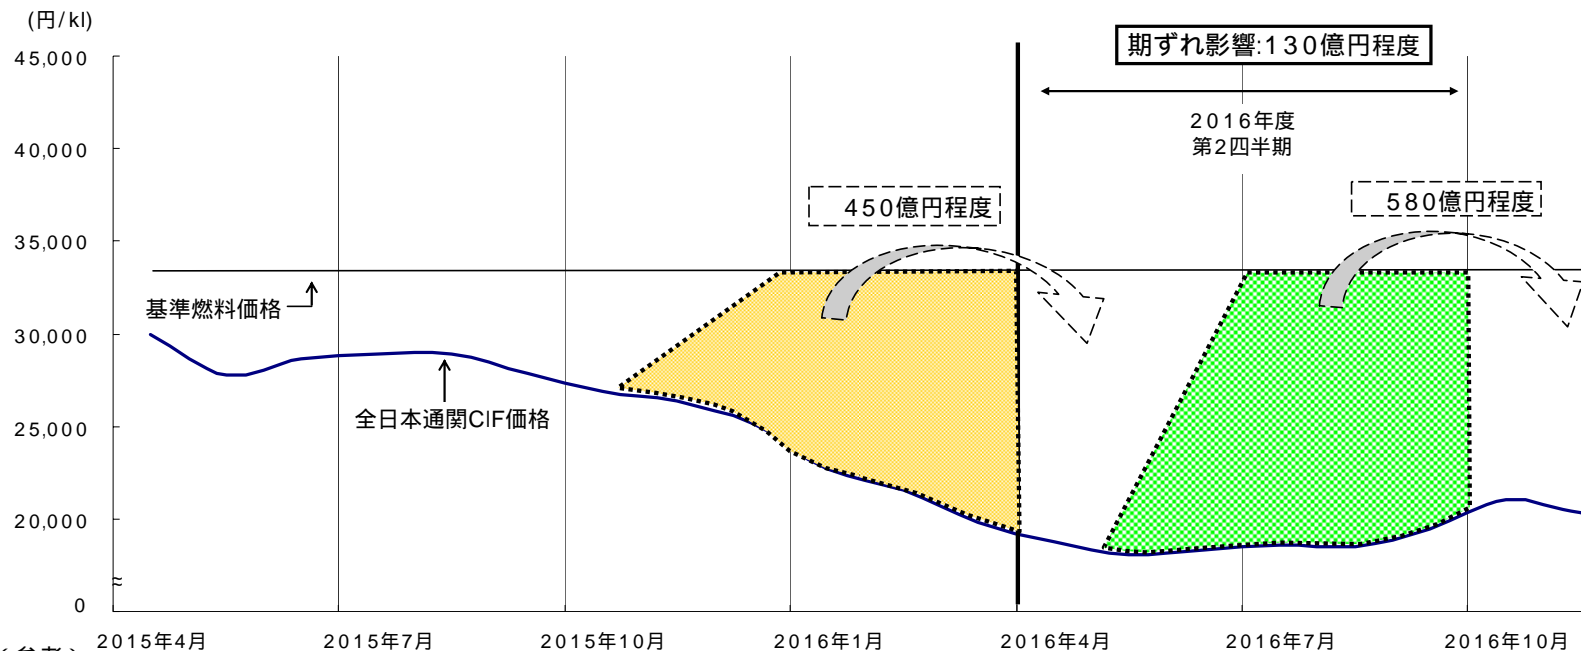 (円/kl)
期ずれ影響:130億円程度
45,000
2016年度
第2四半期
40,000
450億円程度
580億円程度
35,000
基準燃料価格
30,000
全日本通関CIF価格
25,000
20,000
≈
0
2015年4月 2015年7月 2015年10月 2016年1月 2016年4月 2016年7月 2016年10月